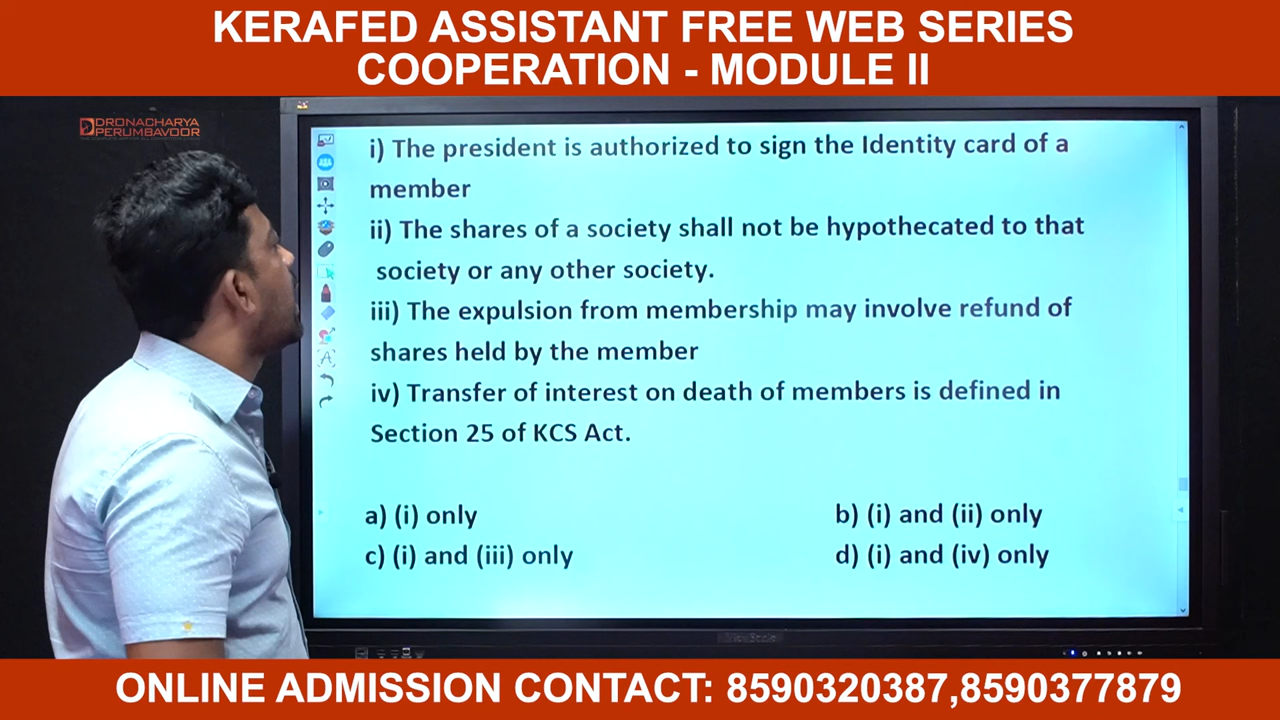 KERAFED ASSISTANT FREE WEB SERIES
COOPERATION - MODULE II
DRONACHARYA
PERUMBAVOOR
i) The president is authorized to sign the Identity card of a
member
ii) The shares of a society shall not be hypothecated to that
society or any other society.
iii) The expulsion from membership may involve refund of
shares held by the member
iv) Transfer of interest on death of members is defined in
Section 25 of KCS Act.
a) (i) only
b) (i) and (ii) only
c) (i) and (iii) only
d) (i) and (iv) only
ViewSonic
ONLINE ADMISSION CONTACT: 8590320387,8590377879